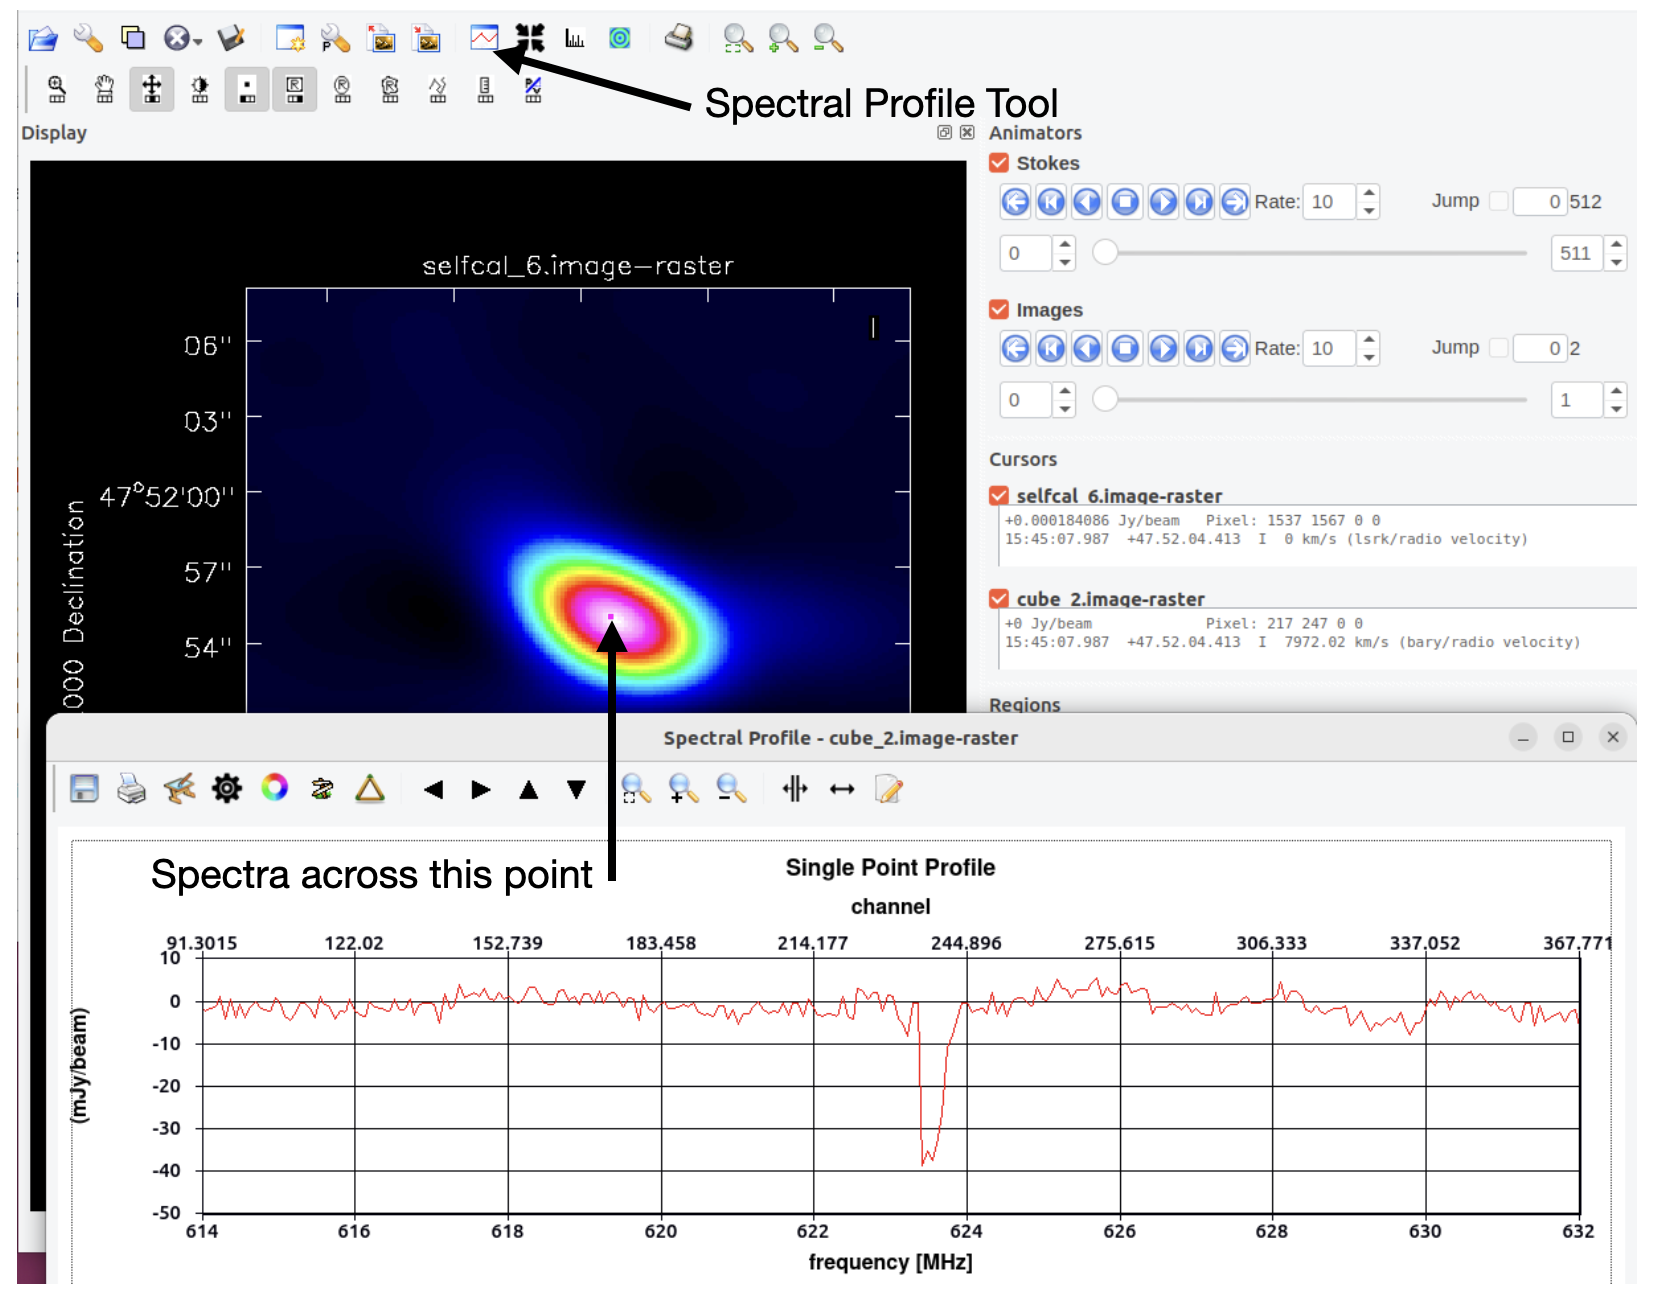 Spectral Profile Tool
Display
Animators
Stokes
Rate: 10 Jump 0 512
0 511
selfcal_6.image-raster
Images
Rate: 10 Jump 0 2
0 1
06"
03"
47°52'00"
57"
54"
000 Declination
I
Cursors
selfcal_6.image-raster
+0.000184086 Jy/beam Pixel: 1537 1567 0 0
15:45:07.987 +47.52.04.413 I 0 km/s (lsrk/radio velocity)
cube_2.image-raster
+0 Jy/beam Pixel: 217 247 0 0
15:45:07.987 +47.52.04.413 I 7972.02 km/s (bary/radio velocity)
Regions
Spectral Profile - cube_2.image-raster
Spectra across this point
Single Point Profile
channel
91.3015 122.02 152.739 183.458 214.177 244.896 275.615 306.333 337.052 367.771
10
0
-10
-20
-30
-40
-50
(mJy/beam)
614 616 618 620 622 624 626 628 630 632
frequency [MHz]